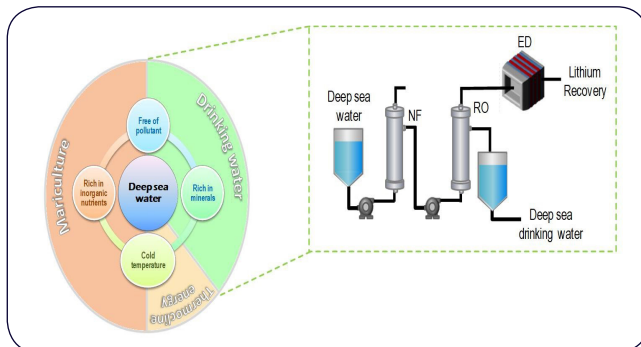 Mariculture
Drinking water
Thermocline
energy
Free of
pollutant
Rich in
inorganic
nutrients
Deep sea
water
Rich in
minerals
Cold
temperature
ED
Lithium
Recovery
Deep sea
water
NF
RO
Deep sea
drinking water